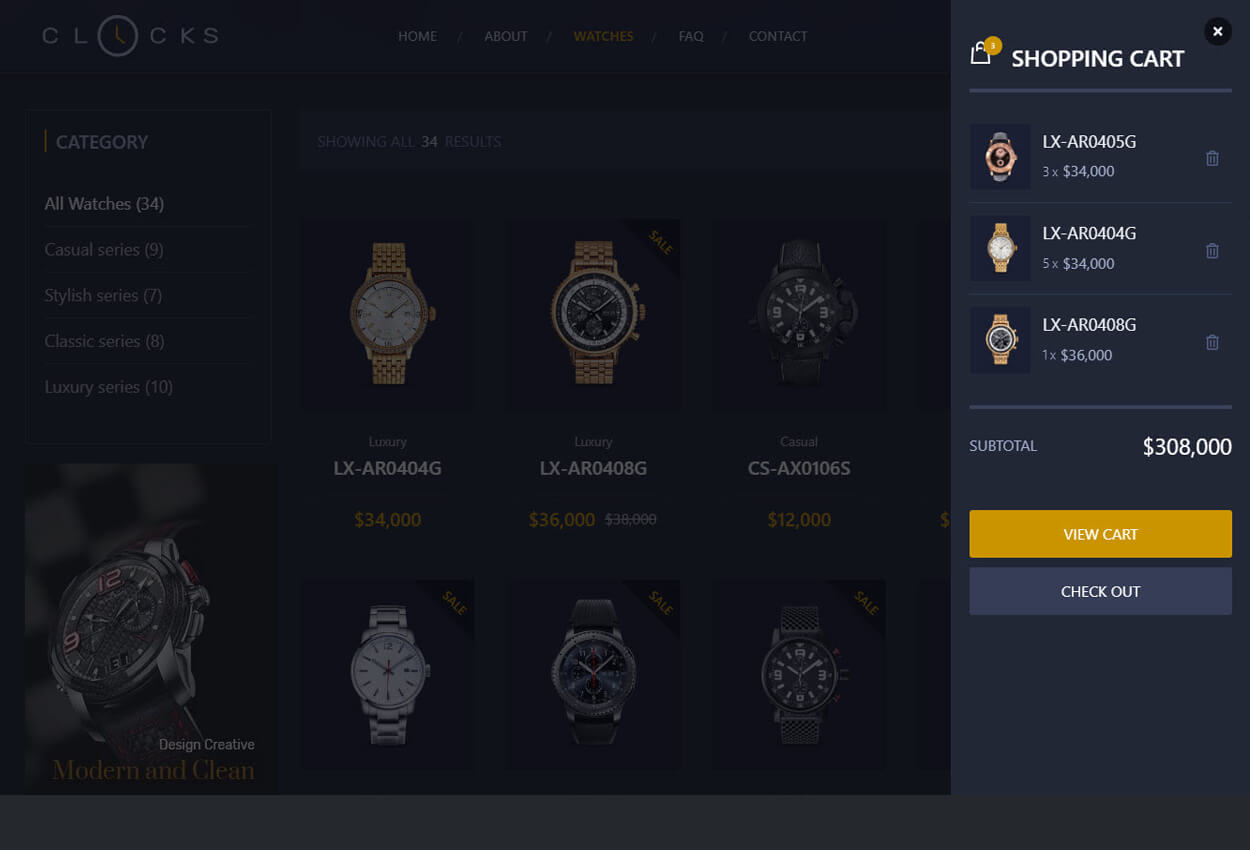 CLOCKS
HOME / ABOUT / WATCHES / FAQ / CONTACT
CATEGORY
All Watches (34)
Casual series (9)
Stylish series (7)
Classic series (8)
Luxury series (10)
Design Creative
Modern and Clean
SHOWING ALL 34 RESULTS
SALE
Luxury
LX-AR0404G
$34,000
Luxury
LX-AR0408G
$36,000 $38,000
Casual
CS-AX0106S
$12,000
$
SALE
SALE
SALE
3
SHOPPING CART
LX-AR0405G
3 x $34,000
LX-AR0404G
5 x $34,000
LX-AR0408G
1 x $36,000
SUBTOTAL $308,000
VIEW CART
CHECK OUT